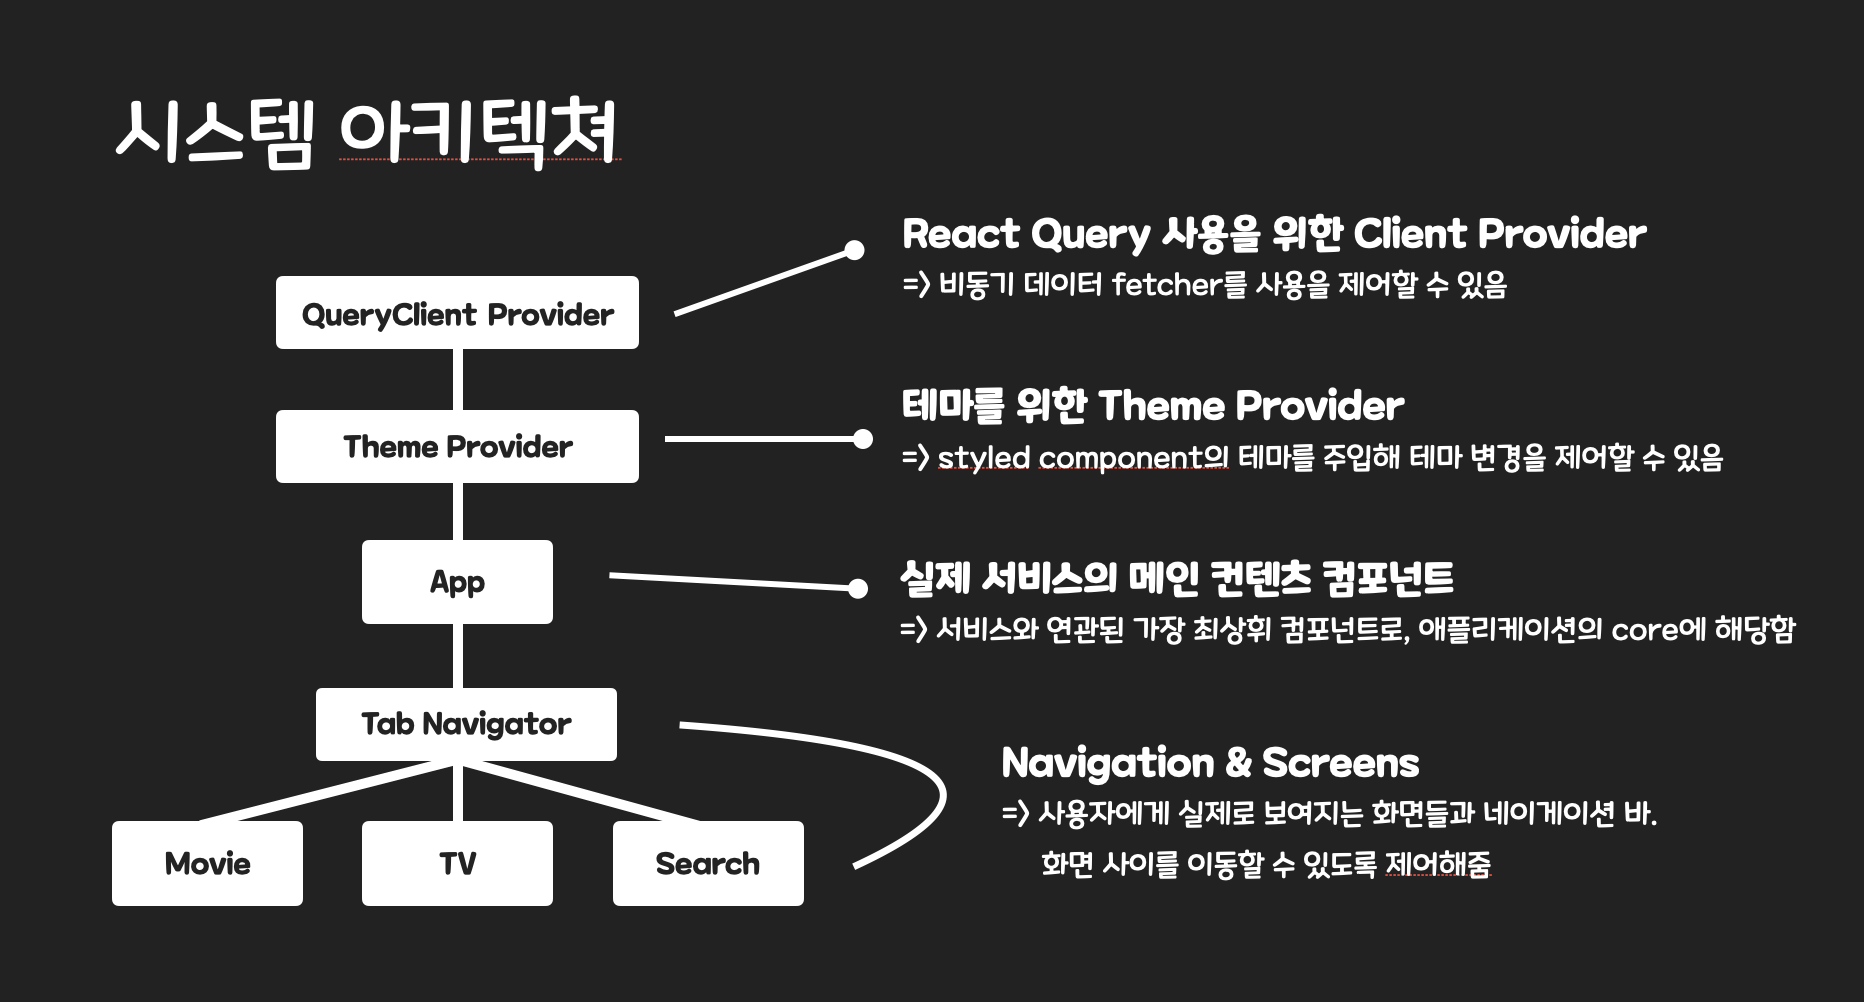 시스템 아키텍쳐
QueryClient Provider
Theme Provider
App
Tab Navigator
Movie
TV
Search
React Query 사용을 위한 Client Provider
=> 비동기 데이터 fetcher를 사용을 제어할 수 있음
테마를 위한 Theme Provider
=> styled component의 테마를 주입해 테마 변경을 제어할 수 있음
실제 서비스의 메인 컨텐츠 컴포넌트
=> 서비스와 연관된 가장 최상휘 컴포넌트로, 애플리케이션의 core에 해당함
Navigation & Screens
=> 사용자에게 실제로 보여지는 화면들과 네이게이션 바.
화면 사이를 이동할 수 있도록 제어해줌